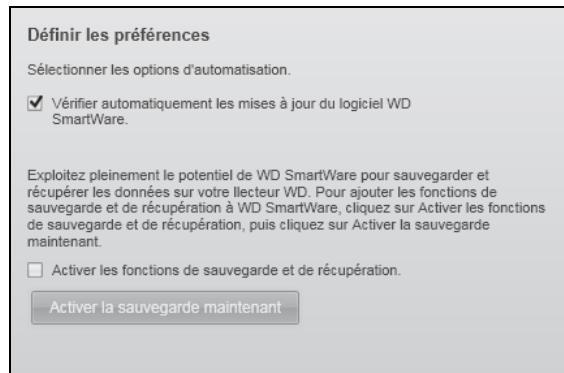 Définir les préférences
Sélectionner les options d'automatisation.
Vérifier automatiquement les mises à jour du logiciel WD
SmartWare.
Exploitez pleinement le potentiel de WD SmartWare pour sauvegarder et
récupérer les données sur votre llecteur WD. Pour ajouter les fonctions de
sauvegarde et de récupération à WD SmartWare, cliquez sur Activer les fonctions
de sauvegarde et de récupération, puis cliquez sur Activer la sauvegarde
maintenant.
Activer les fonctions de sauvegarde et de récupération.
Activer la sauvegarde maintenant